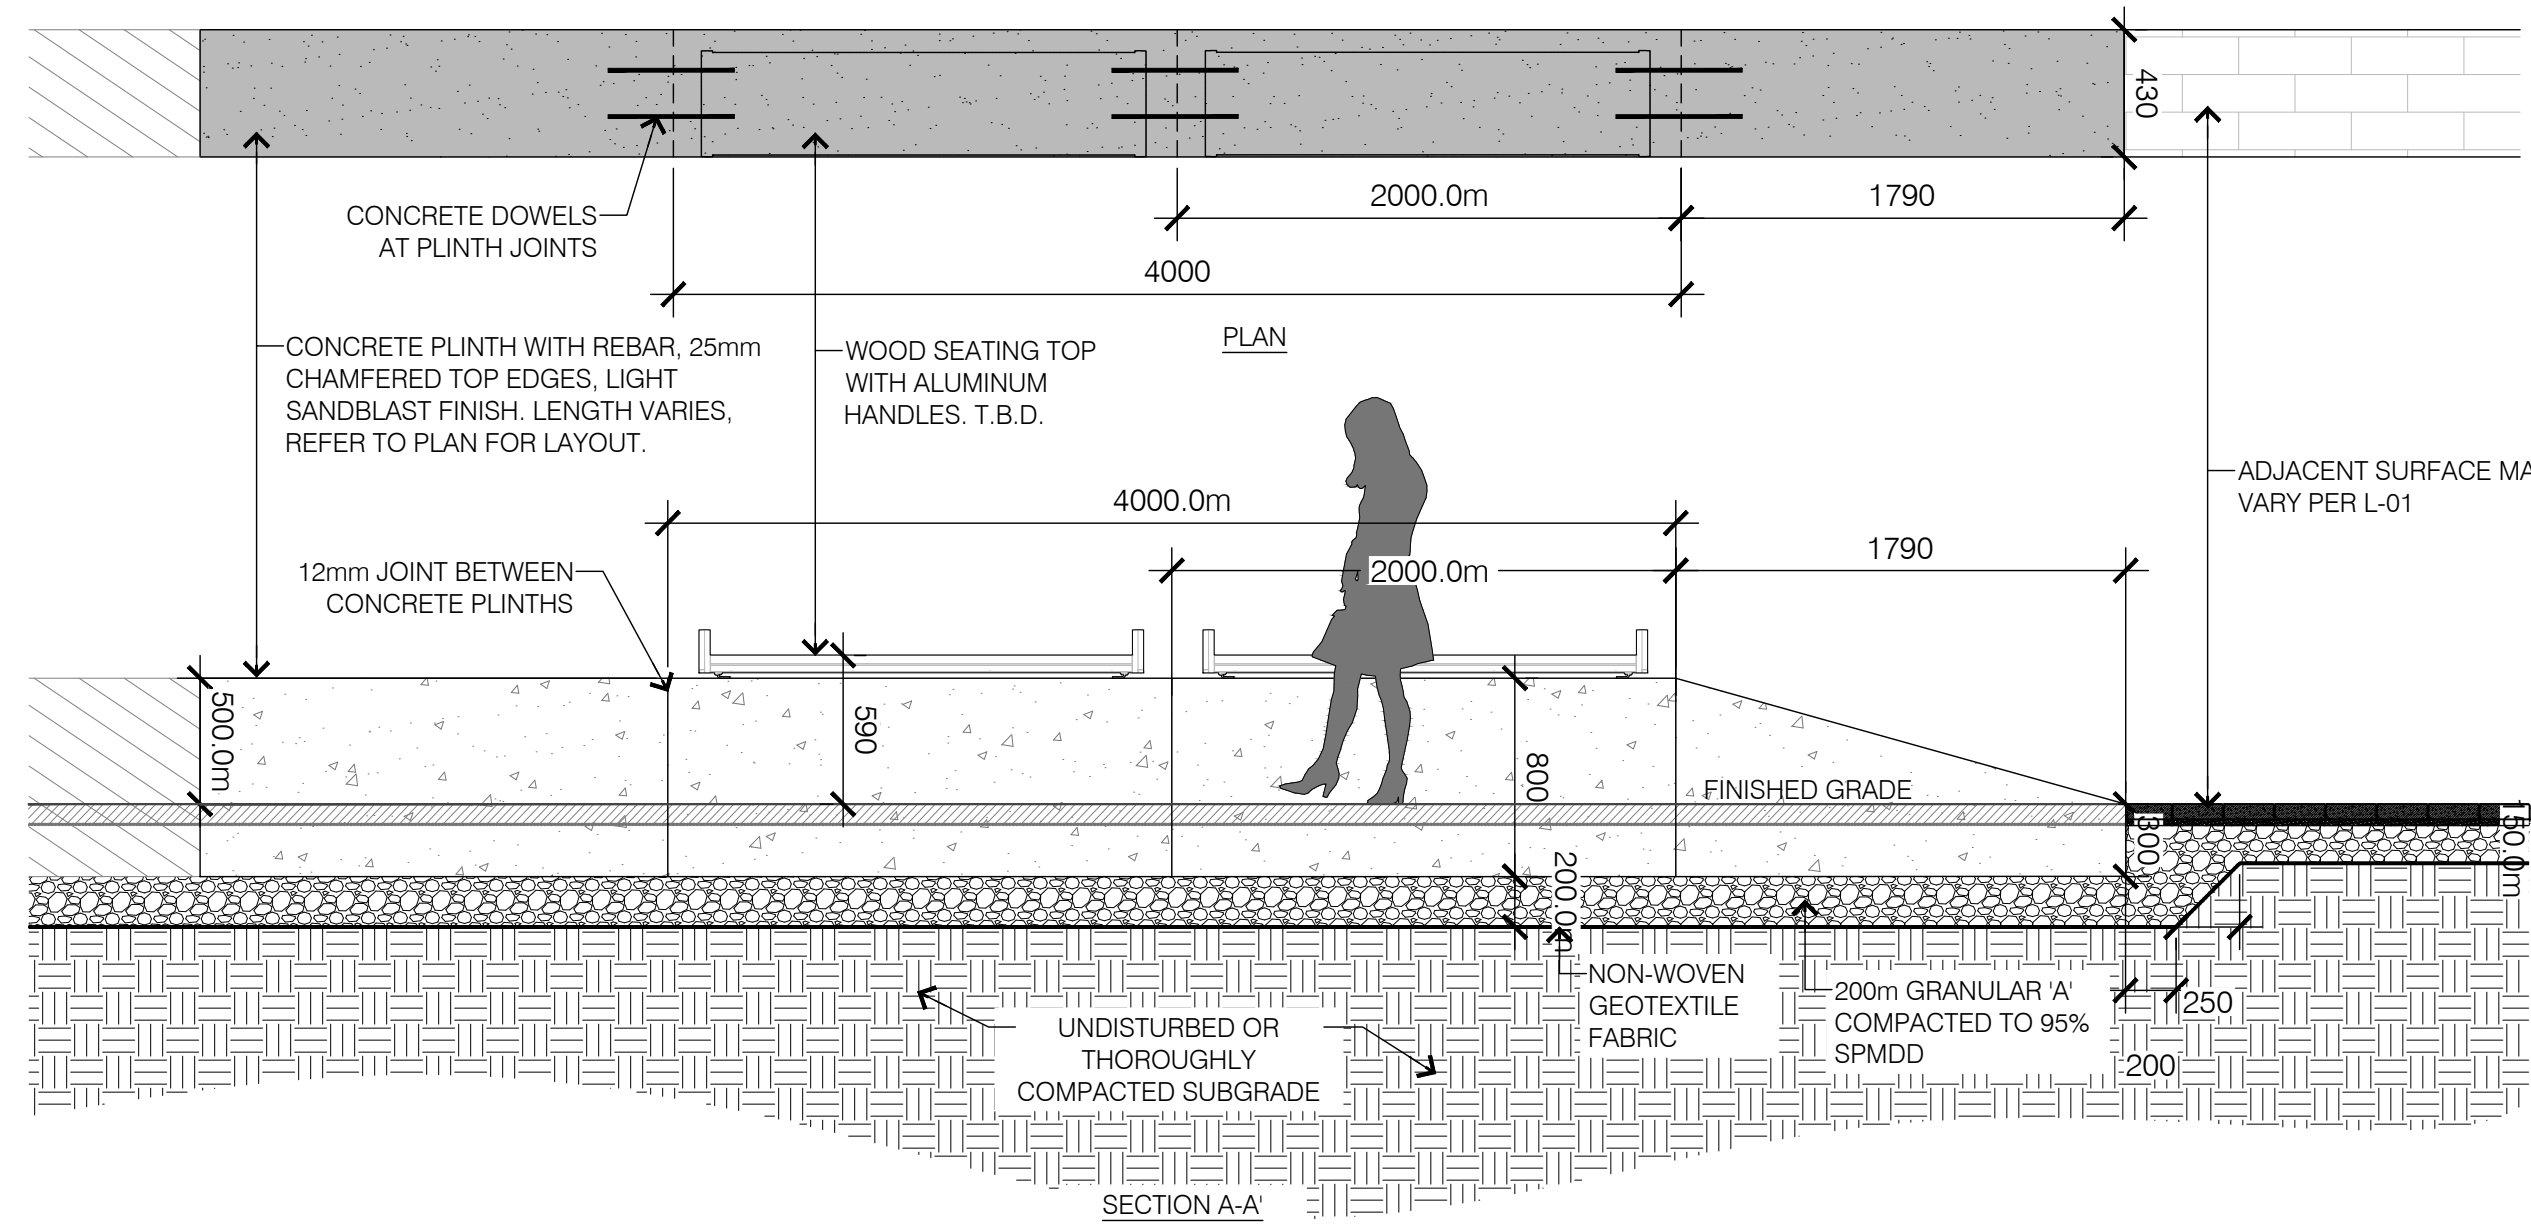 430
2000.0m
1790
CONCRETE DOWELS
AT PLINTH JOINTS
4000
PLAN
CONCRETE PLINTH WITH REBAR, 25mm
CHAMFERED TOP EDGES, LIGHT
SANDBLAST FINISH. LENGTH VARIES,
REFER TO PLAN FOR LAYOUT.
WOOD SEATING TOP
WITH ALUMINUM
HANDLES. T.B.D.
ADJACENT SURFACE MA
VARY PER L-01
4000.0m
1790
2000.0m
12mm JOINT BETWEEN
CONCRETE PLINTHS
500.0m
590
800
FINISHED GRADE
300
150.0m
200.0m
NON-WOVEN
GEOTEXTILE
FABRIC
200m GRANULAR 'A'
COMPACTED TO 95%
SPMDD
250
200
UNDISTURBED OR
THOROUGHLY
COMPACTED SUBGRADE
SECTION A-A'